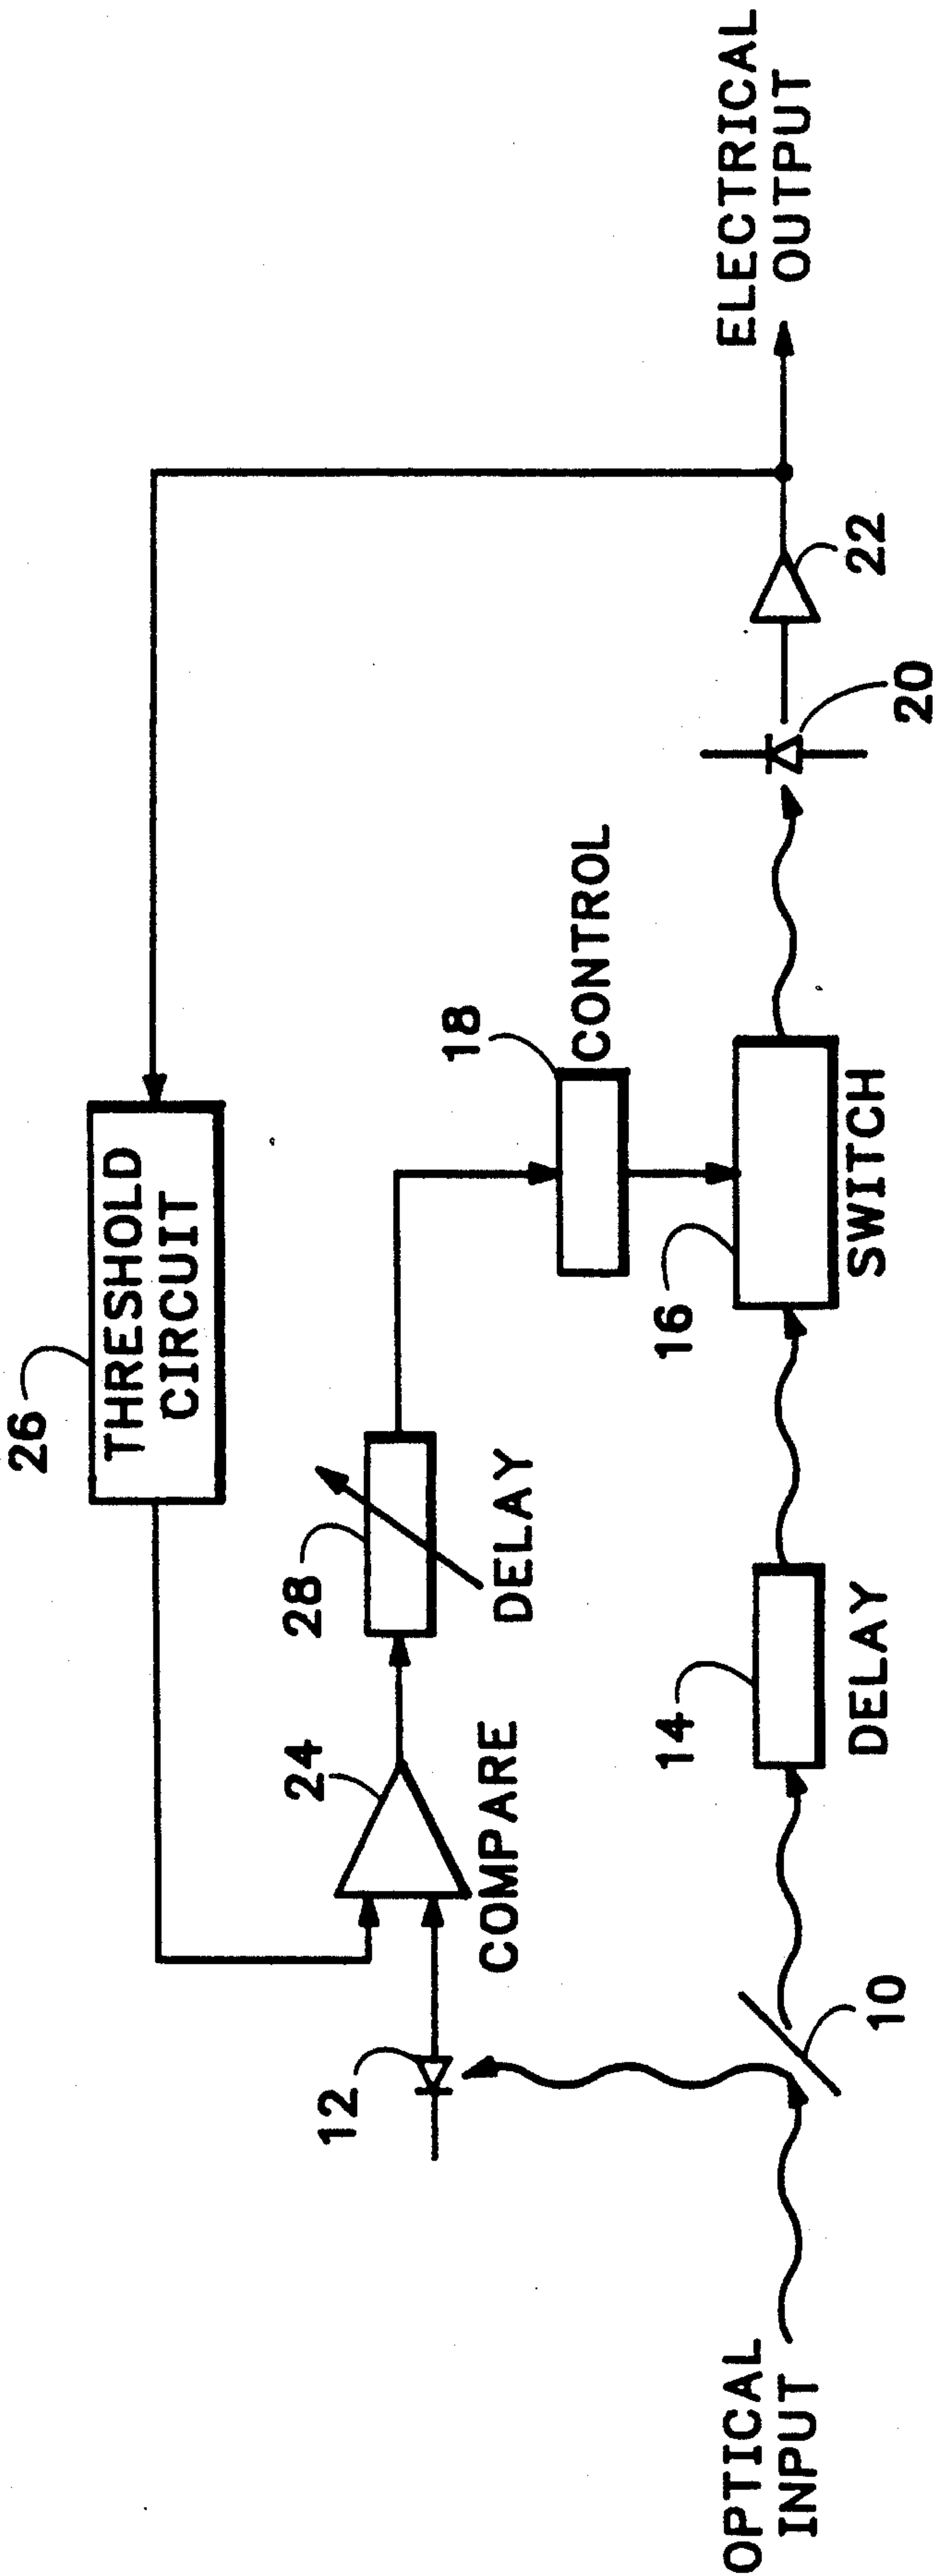 26
THRESHOLD
CIRCUIT
12
24
COMPARE
28
DELAY
18
CONTROL
ELECTRICAL
OUTPUT
OPTICAL
INPUT
10
14
DELAY
16
SWITCH
20
22